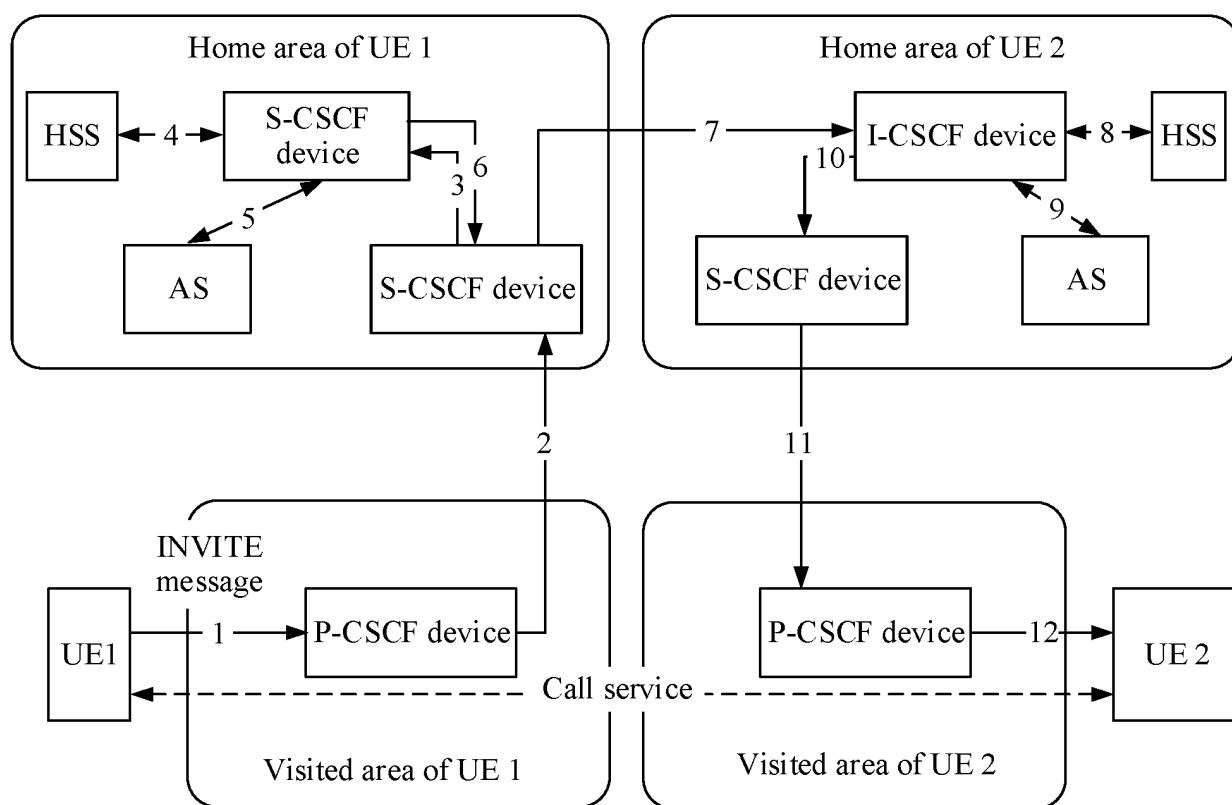 Home area of UE 1
Home area of UE 2
HSS
4
S-CSCF
device
6
3
7
I-CSCF device
8
HSS
10
5
9
AS
S-CSCF device
S-CSCF device
AS
2
11
INVITE
message
UE1
1
P-CSCF device
P-CSCF device
12
UE 2
Call service
Visited area of UE 1
Visited area of UE 2